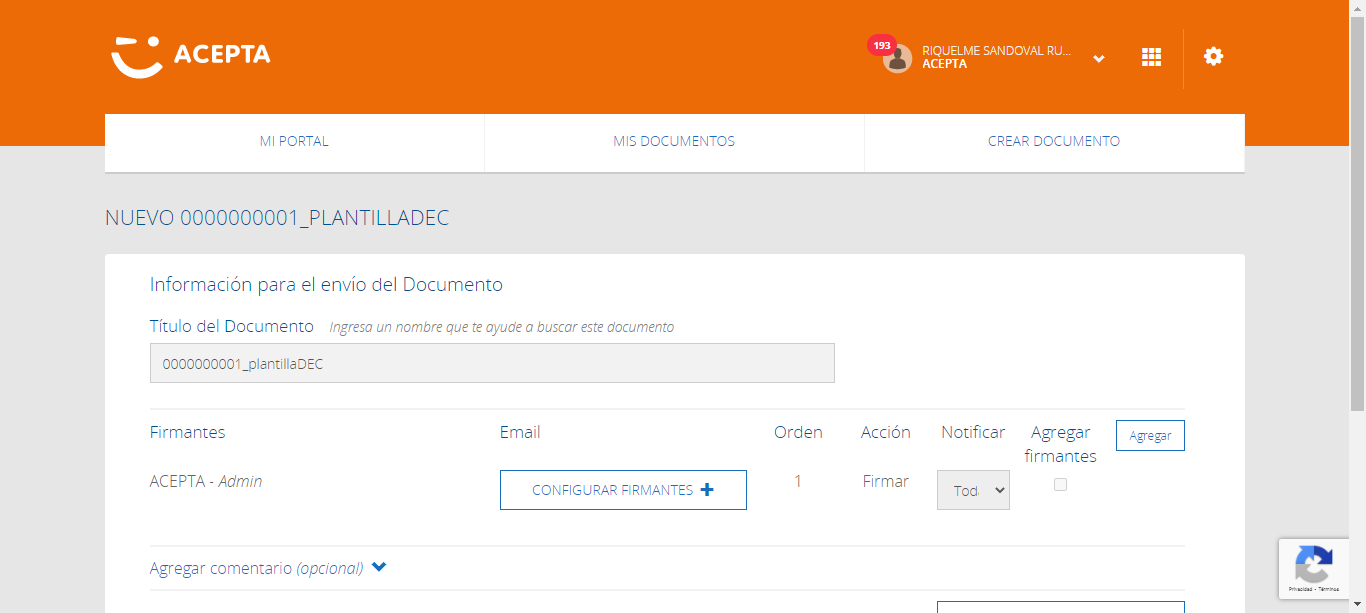 ACEPTA
193
RIQUELME SANDOVAL RU...
ACEPTA
MI PORTAL
MIS DOCUMENTOS
CREAR DOCUMENTO
NUEVO 0000000001_PLANTILLADEC
Información para el envío del Documento
Título del Documento Ingresa un nombre que te ayude a buscar este documento
0000000001_plantillaDEC
Firmantes Email Orden Acción Notificar Agregar firmantes Agregar
ACEPTA - Admin CONFIGURAR FIRMANTES 1 Firmar Tod
Agregar comentario (opcional)
Privacidad - Términos